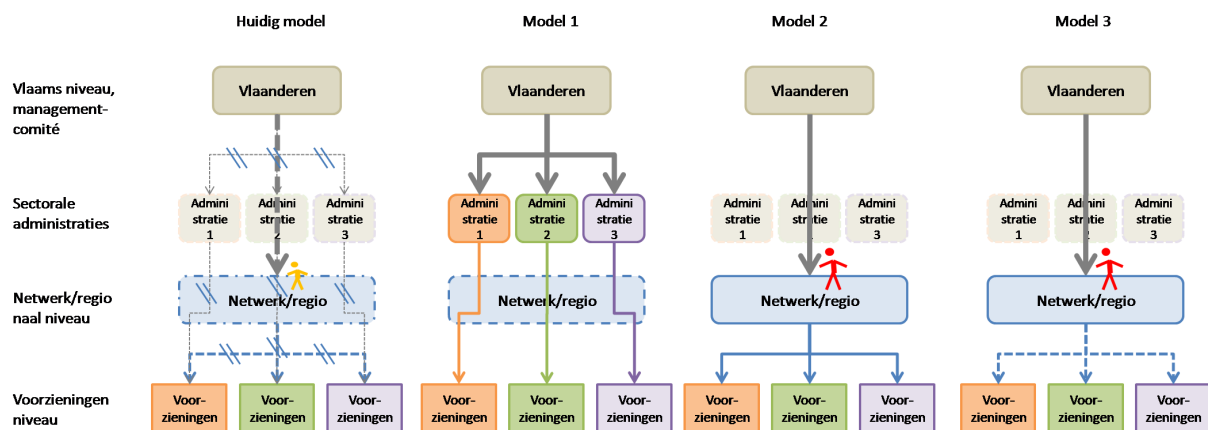 Huidig model
Model 1
Model 2
Model 3
Vlaams niveau,
management-
comité
Vlaanderen
Vlaanderen
Vlaanderen
Vlaanderen
Sectorale
administraties
Admini
stratie
1
Admini
stratie
2
Admini
stratie
3
Admini
stratie
1
Admini
stratie
2
Admini
stratie
3
Admini
stratie
1
Admini
stratie
2
Admini
stratie
3
Admini
stratie
1
Admini
stratie
2
Admini
stratie
3
Netwerk/regio
naal niveau
Netwerk/regio
Netwerk/regio
Netwerk/regio
Netwerk/regio
Voorzieningen
niveau
Voor-
zieningen
Voor-
zieningen
Voor-
zieningen
Voor-
zieningen
Voor-
zieningen
Voor-
zieningen
Voor-
zieningen
Voor-
zieningen
Voor-
zieningen
Voor-
zieningen
Voor-
zieningen
Voor-
zieningen